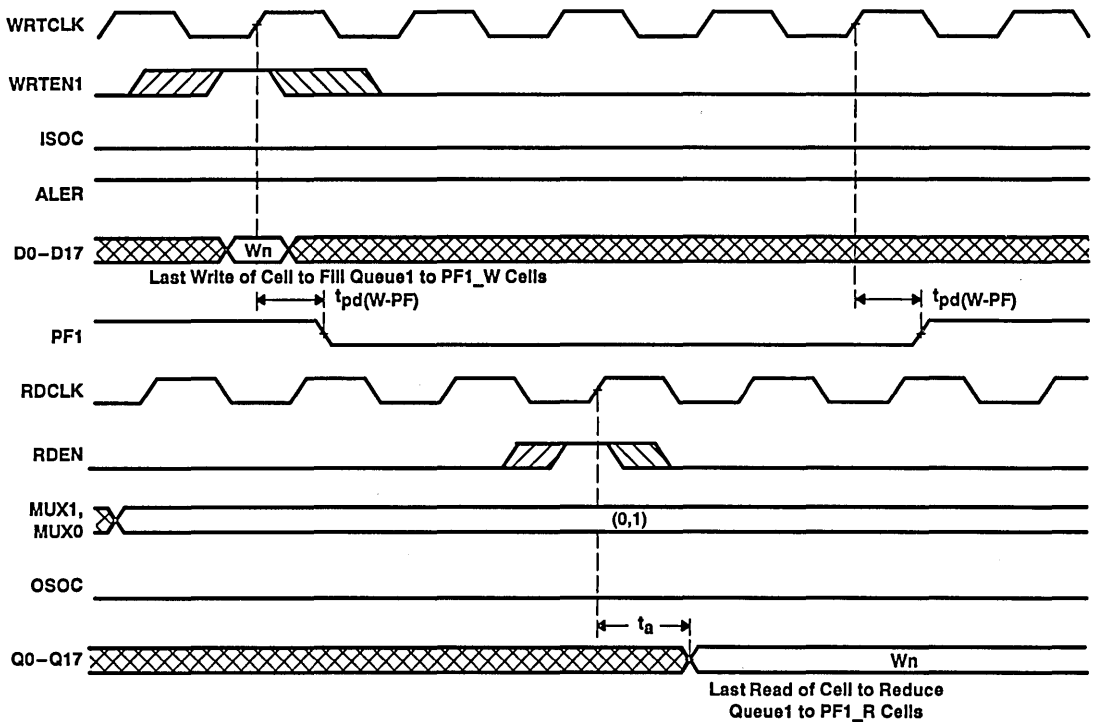 WRTCLK
WRTEN1
ISOC
ALER
D0–D17
Wn
Last Write of Cell to Fill Queue1 to PF1_W Cells
tpd(W-PF)
tpd(W-PF)
PF1
RDCLK
RDEN
MUX1,
MUX0
(0,1)
OSOC
ta
Q0–Q17
Wn
Last Read of Cell to Reduce
Queue1 to PF1_R Cells